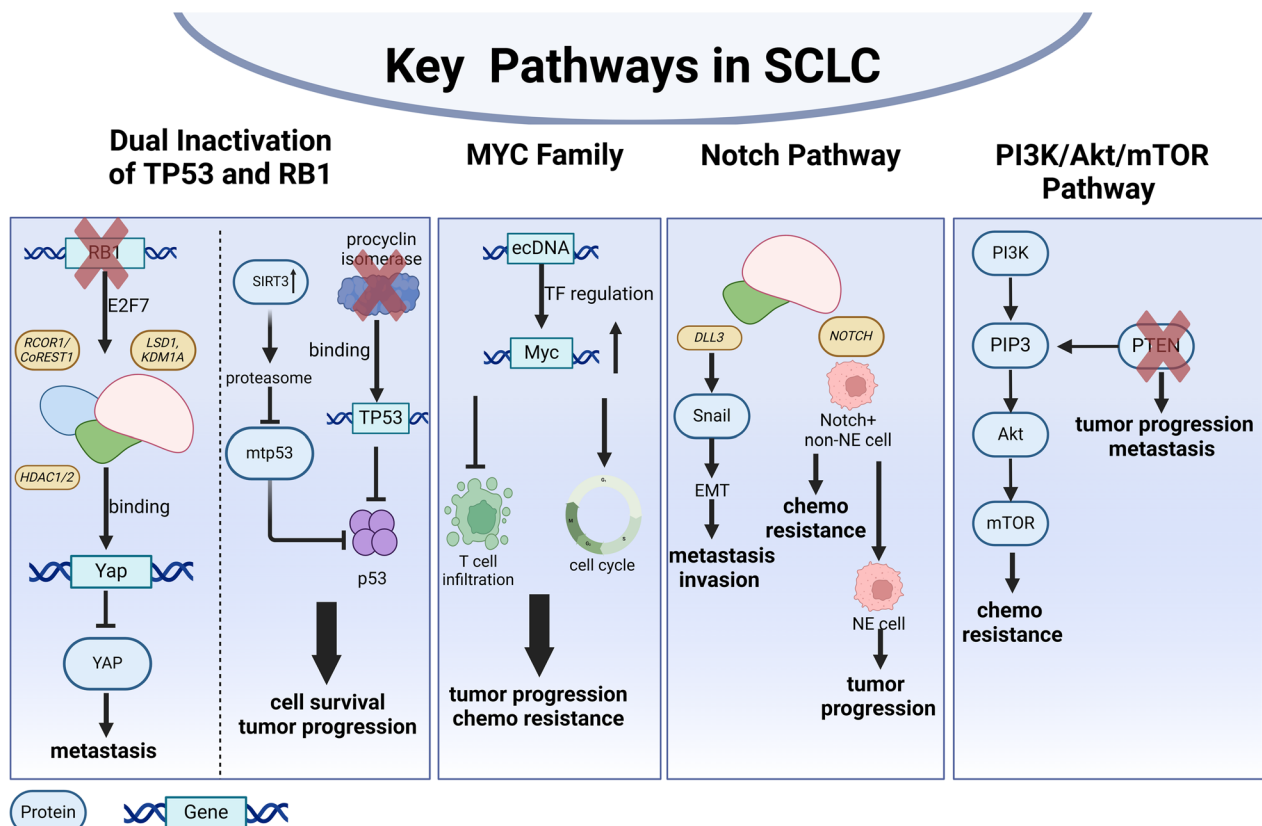 Key Pathways in SCLC
Dual Inactivation
of TP53 and RB1
RB1
E2F7
RCOR1/
CoREST1
LSD1,
KDM1A
HDAC1/2
binding
Yap
YAP
metastasis
SIRT3
proteasome
mtp53
procyclin
isomerase
binding
TP53
p53
cell survival
tumor progression
MYC Family
ecDNA
TF regulation
Myc
T cell
infiltration
G₁
S
G₂
M
cell cycle
tumor progression
chemo resistance
Notch Pathway
DLL3
Snail
EMT
metastasis
invasion
NOTCH
Notch+
non-NE cell
chemo
resistance
NE cell
tumor
progression
PI3K/Akt/mTOR
Pathway
PI3K
PIP3
PTEN
Akt
tumor progression
metastasis
mTOR
chemo
resistance
Protein
Gene